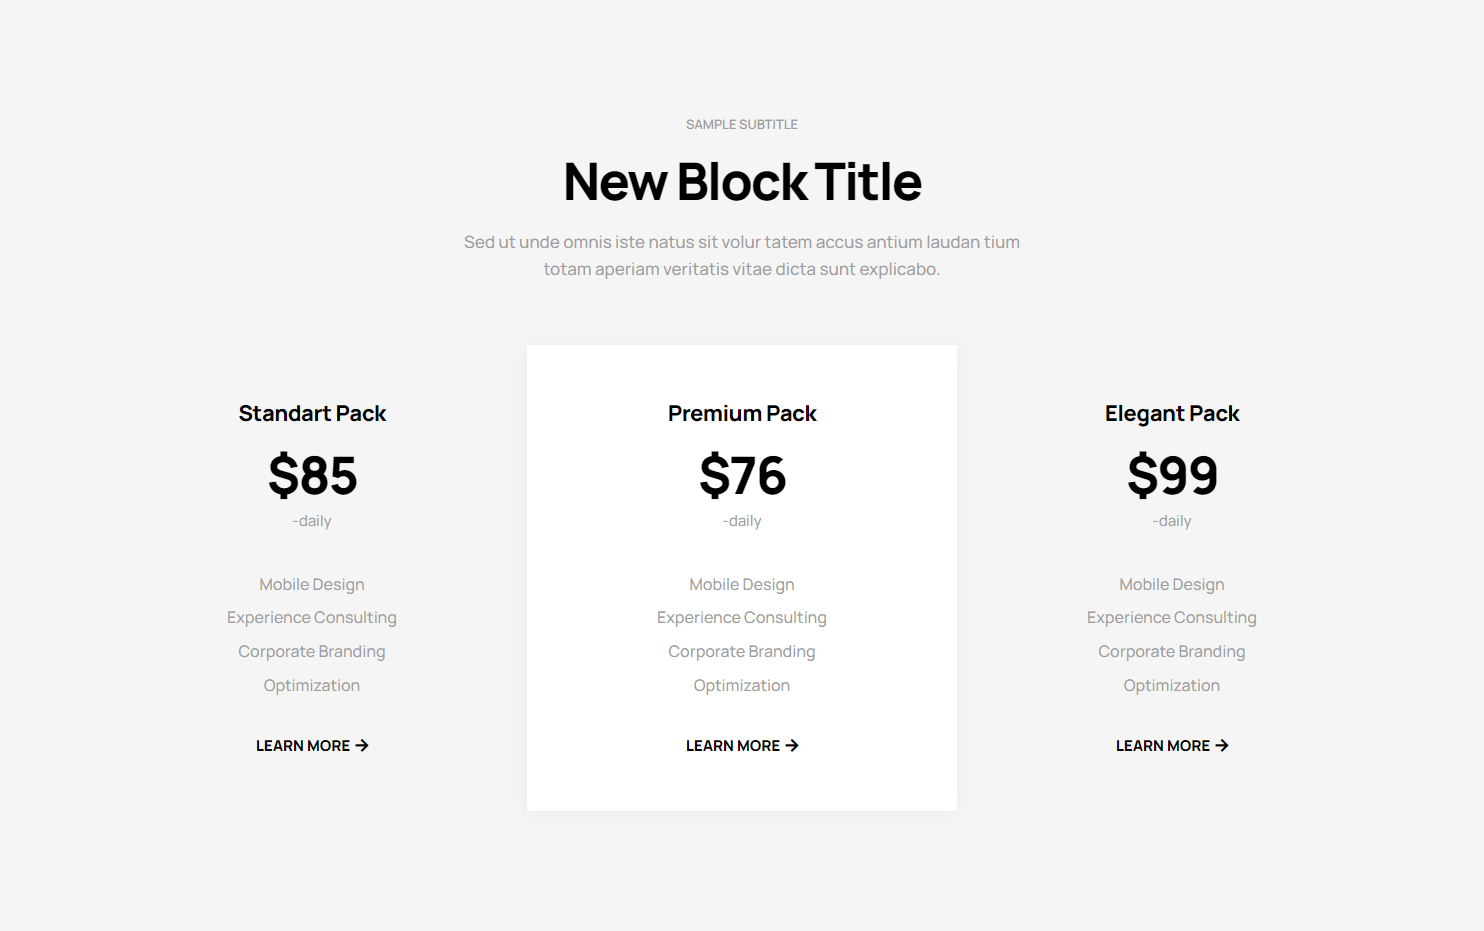 SAMPLE SUBTITLE
New Block Title
Sed ut unde omnis iste natus sit volur tatem accus antium laudan tium
totam aperiam veritatis vitae dicta sunt explicabo.
Standart Pack
$85
-daily
Mobile Design
Experience Consulting
Corporate Branding
Optimization
LEARN MORE →
Premium Pack
$76
-daily
Mobile Design
Experience Consulting
Corporate Branding
Optimization
LEARN MORE →
Elegant Pack
$99
-daily
Mobile Design
Experience Consulting
Corporate Branding
Optimization
LEARN MORE →